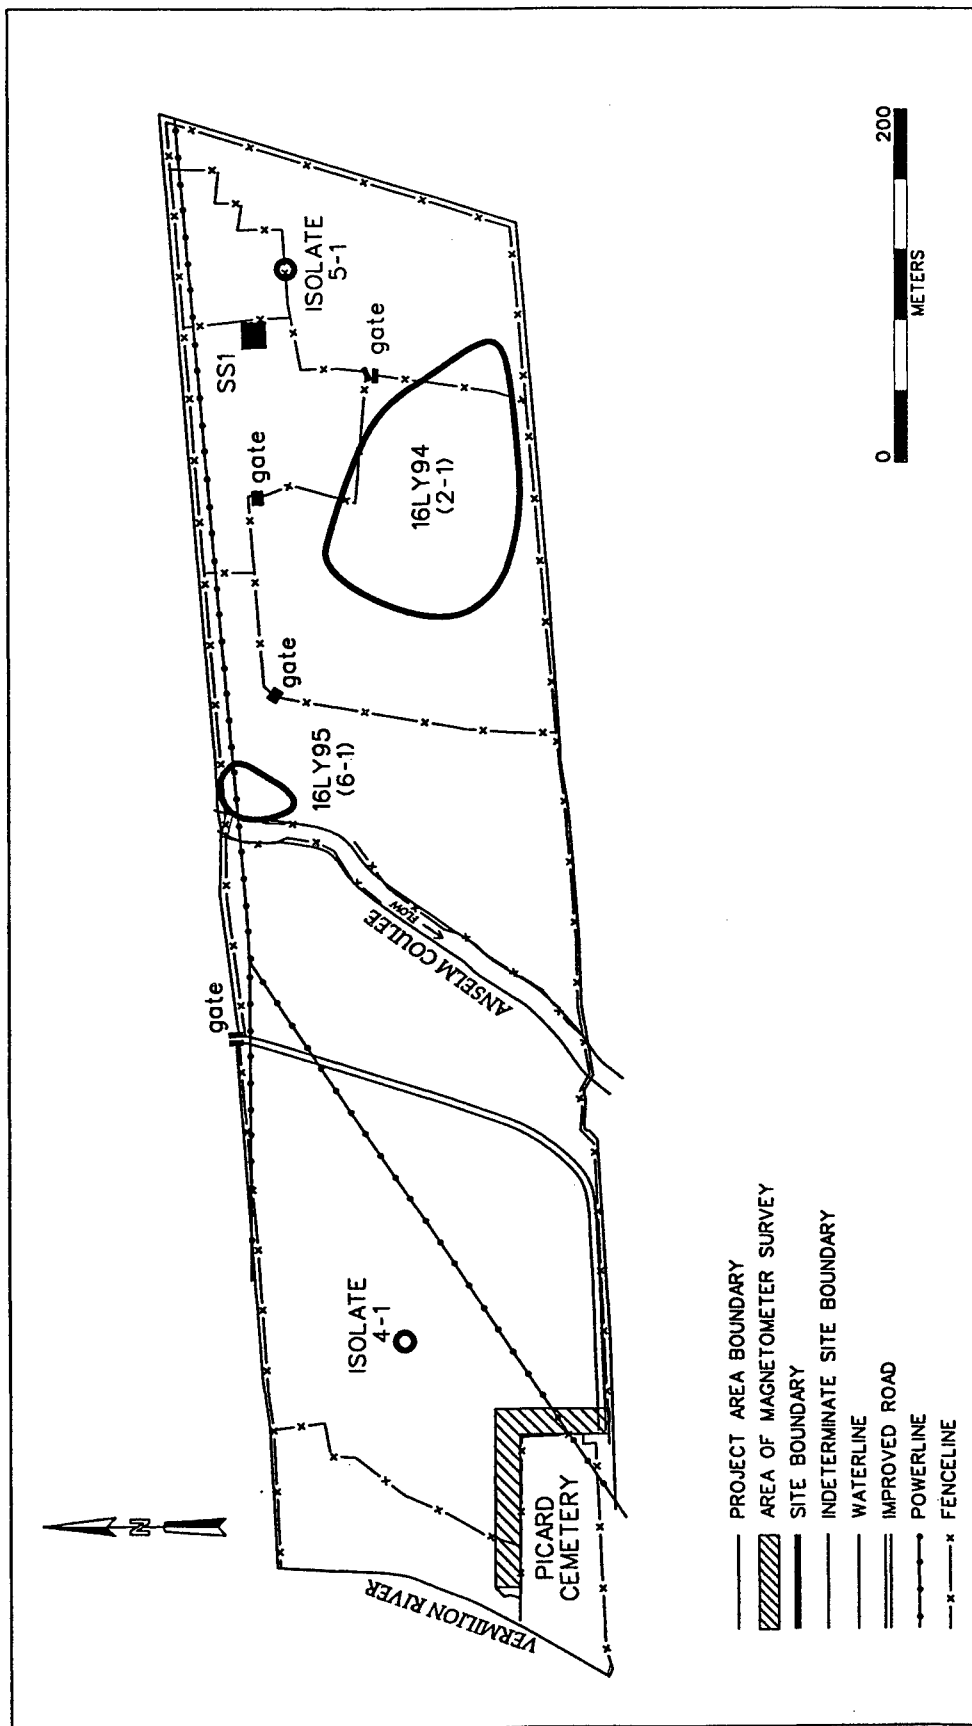 SS1
ISOLATE
5-1
gate
gate
16LY94
(2-1)
gate
16LY95
(6-1)
ANSELM COULEE
FLOW
gate
ISOLATE
4-1
N
PICARD
CEMETERY
VERMILION RIVER
0
200
METERS
PROJECT AREA BOUNDARY
AREA OF MAGNETOMETER SURVEY
SITE BOUNDARY
INDETERMINATE SITE BOUNDARY
WATERLINE
IMPROVED ROAD
POWERLINE
FENCELINE